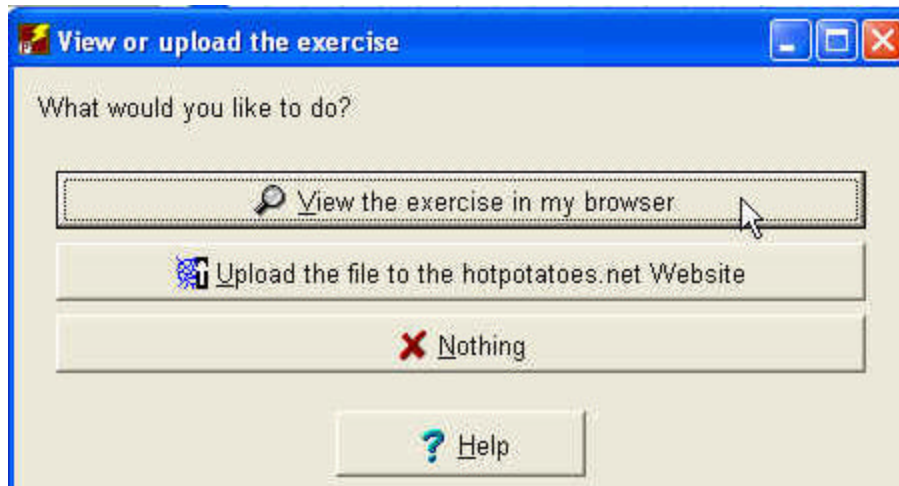 View or upload the exercise
What would you like to do?
View the exercise in my browser
Upload the file to the hotpotatoes.net Website
Nothing
? Help